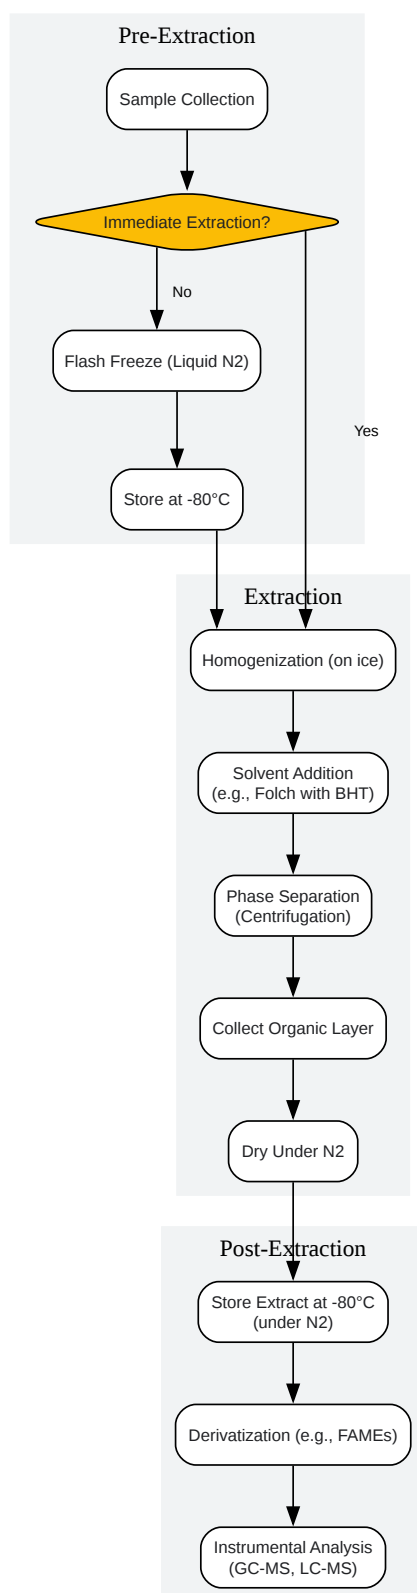 Pre-Extraction
Sample Collection
Immediate Extraction?
No
Flash Freeze (Liquid N2)
Yes
Store at -80°C
Extraction
Homogenization (on ice)
Solvent Addition
(e.g., Folch with BHT)
Phase Separation
(Centrifugation)
Collect Organic Layer
Dry Under N2
Post-Extraction
Store Extract at -80°C
(under N2)
Derivatization (e.g., FAMEs)
Instrumental Analysis
(GC-MS, LC-MS)